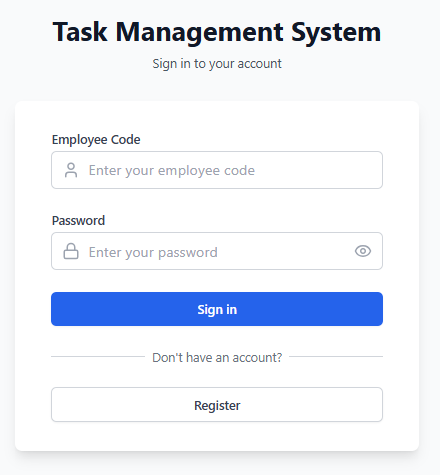 Task Management System
Sign in to your account
Employee Code
Enter your employee code
Password
Enter your password
Sign in
Don't have an account?
Register